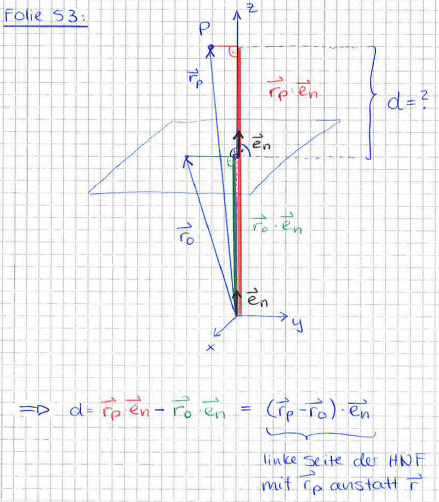 Folie 53:
z
P
r⃗p
r⃗p · e⃗n
d = ?
e⃗n
r⃗0
r⃗0 · e⃗n
e⃗n
y
x
⇒ d = r⃗p · e⃗n − r⃗0 · e⃗n = (r⃗p − r⃗0) · e⃗n
linke Seite der HNF
mit r⃗p anstatt r⃗